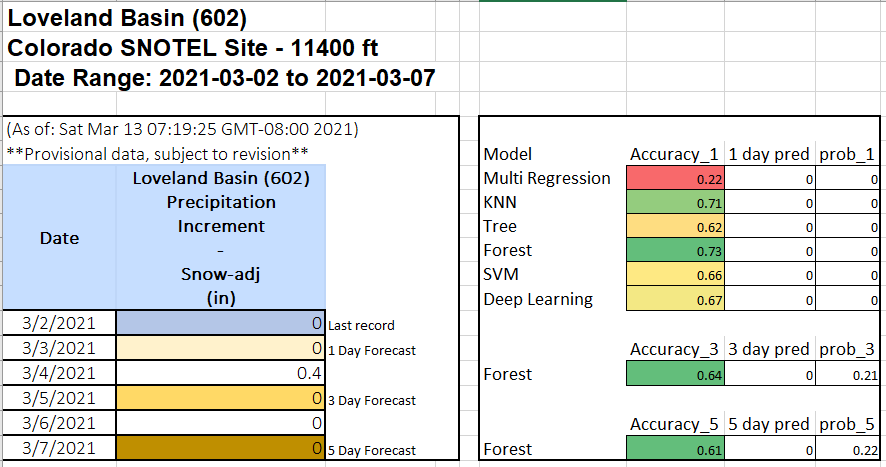 Loveland Basin (602)
Colorado SNOTEL Site - 11400 ft
Date Range: 2021-03-02 to 2021-03-07
(As of: Sat Mar 13 07:19:25 GMT-08:00 2021)
**Provisional data, subject to revision**
Date
Loveland Basin (602)
Precipitation
Increment
-
Snow-adj
(in)
3/2/2021 0 Last record
3/3/2021 0 1 Day Forecast
3/4/2021 0.4
3/5/2021 0 3 Day Forecast
3/6/2021 0
3/7/2021 0 5 Day Forecast
Model Accuracy_1 1 day pred prob_1
Multi Regression 0.22 0 0
KNN 0.71 0 0
Tree 0.62 0 0
Forest 0.73 0 0
SVM 0.66 0 0
Deep Learning 0.67 0 0
Accuracy_3 3 day pred prob_3
Forest 0.64 0 0.21
Accuracy_5 5 day pred prob_5
Forest 0.61 0 0.22